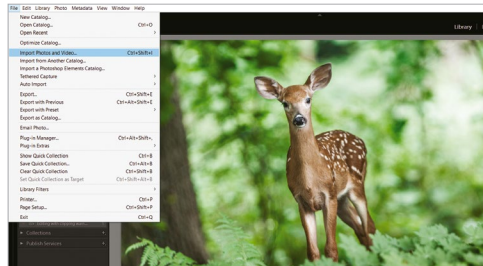 File Edit Library Photo Metadata View Window Help
New Catalog...
Open Catalog... Ctrl+O
Open Recent
Optimize Catalog...
Import Photos and Video... Ctrl+Shift+I
Import from Another Catalog...
Import a Photoshop Elements Catalog...
Tethered Capture
Auto Import
Export... Ctrl+Shift+E
Export with Previous Ctrl+Alt+Shift+E
Export with Preset
Export as Catalog...
Email Photo...
Plug-in Manager... Ctrl+Alt+Shift+,
Plug-in Extras
Show Quick Collection Ctrl+B
Save Quick Collection... Ctrl+Alt+B
Clear Quick Collection Ctrl+Shift+B
Set Quick Collection as Target Ctrl+Shift+Alt+B
Library Filters
Printer... Ctrl+P
Page Setup... Ctrl+Shift+P
Exit Ctrl+Q
Collections
Publish Services
Library